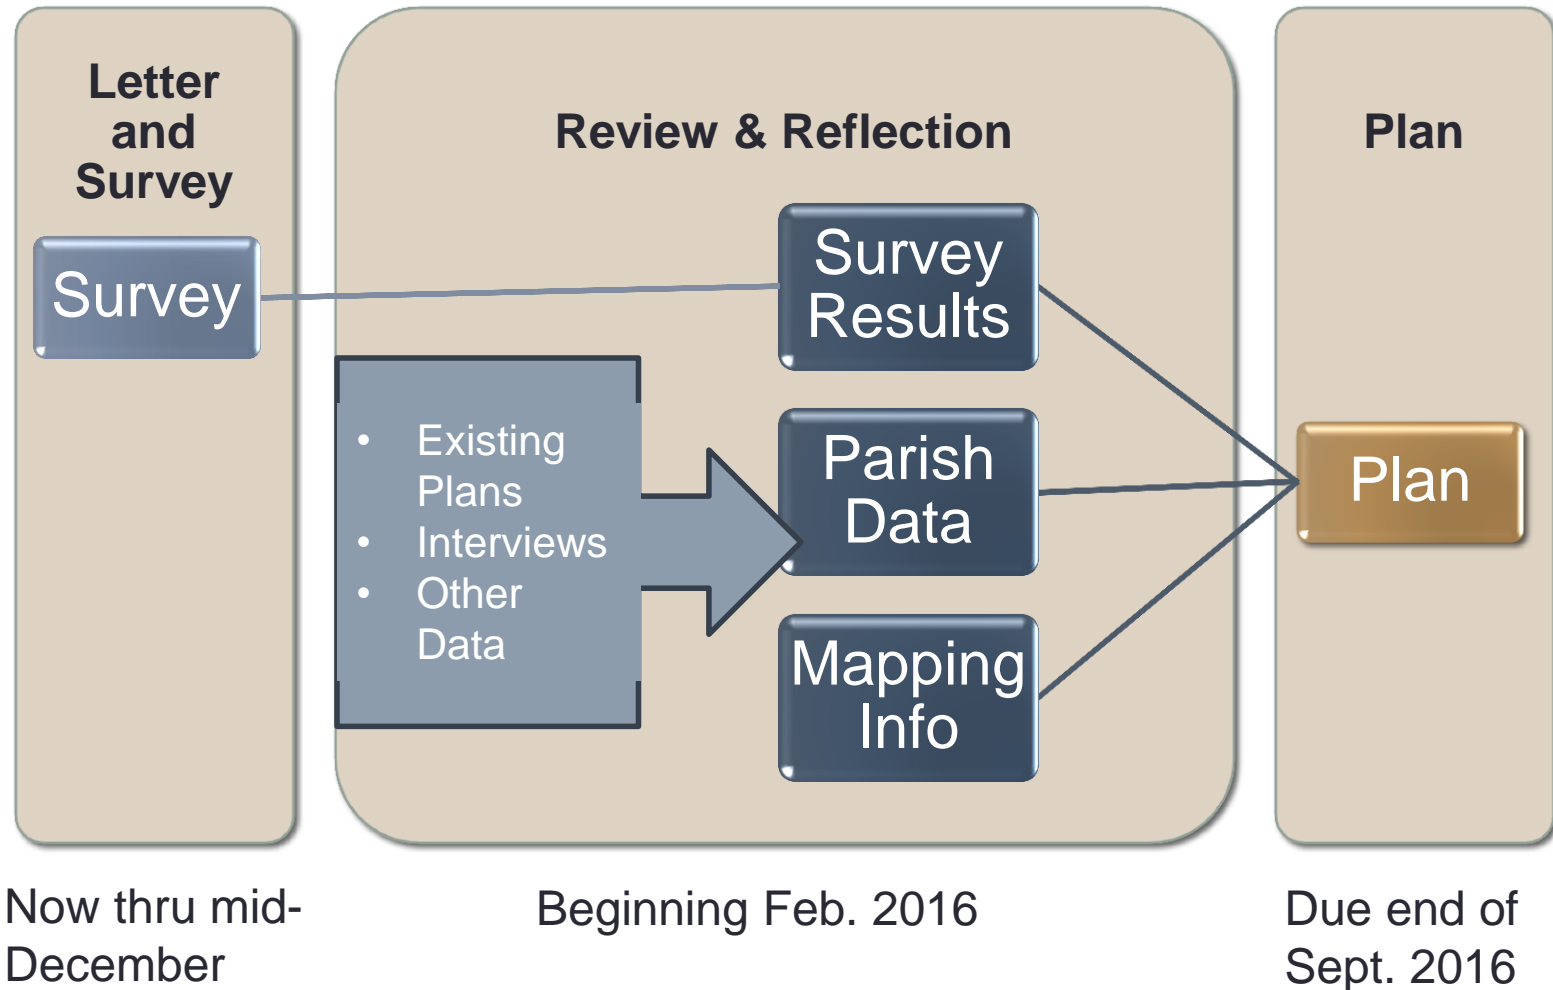 Letter
and
Survey
Survey
Review & Reflection
Survey
Results
• Existing
Plans
• Interviews
• Other
Data
Parish
Data
Mapping
Info
Plan
Plan
Now thru mid-
December
Beginning Feb. 2016
Due end of
Sept. 2016